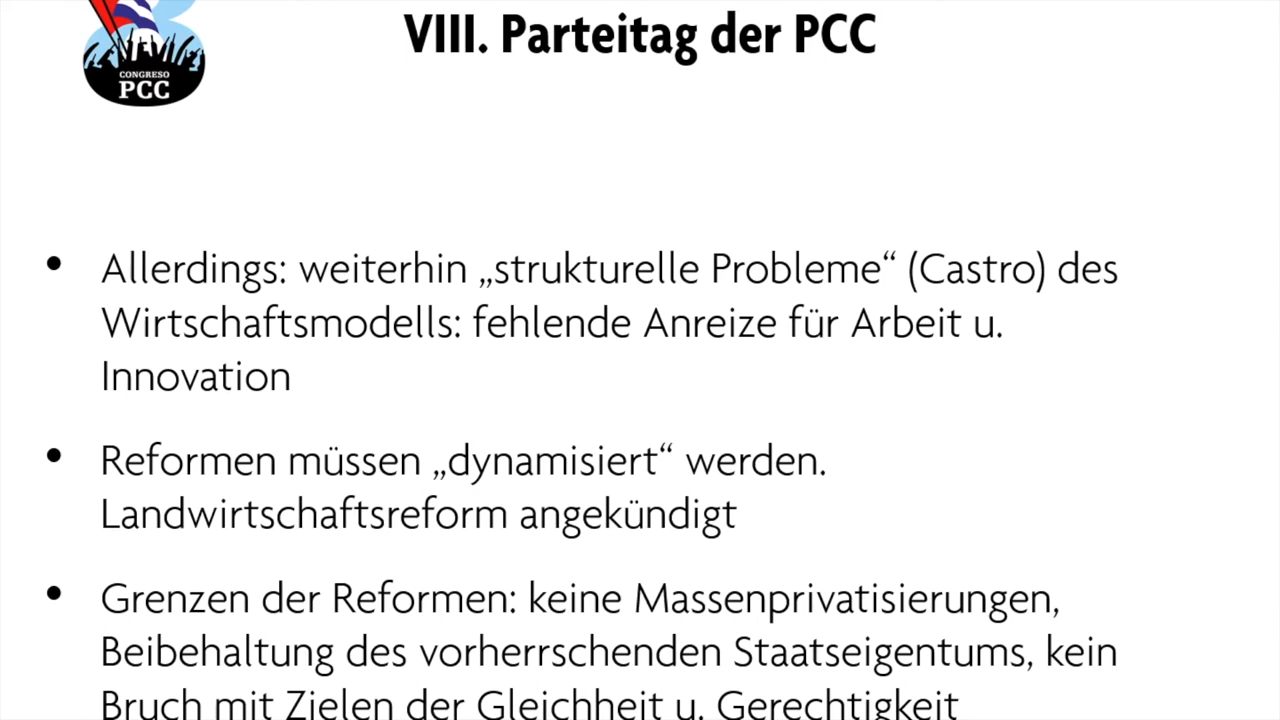 VIII. Parteitag der PCC
CONGRESO
PCC
• Allerdings: weiterhin „strukturelle Probleme“ (Castro) des
Wirtschaftsmodells: fehlende Anreize für Arbeit u.
Innovation
• Reformen müssen „dynamisiert“ werden.
Landwirtschaftsreform angekündigt
• Grenzen der Reformen: keine Massenprivatisierungen,
Beibehaltung des vorherrschenden Staatseigentums, kein
Bruch mit Zielen der Gleichheit u. Gerechtigkeit